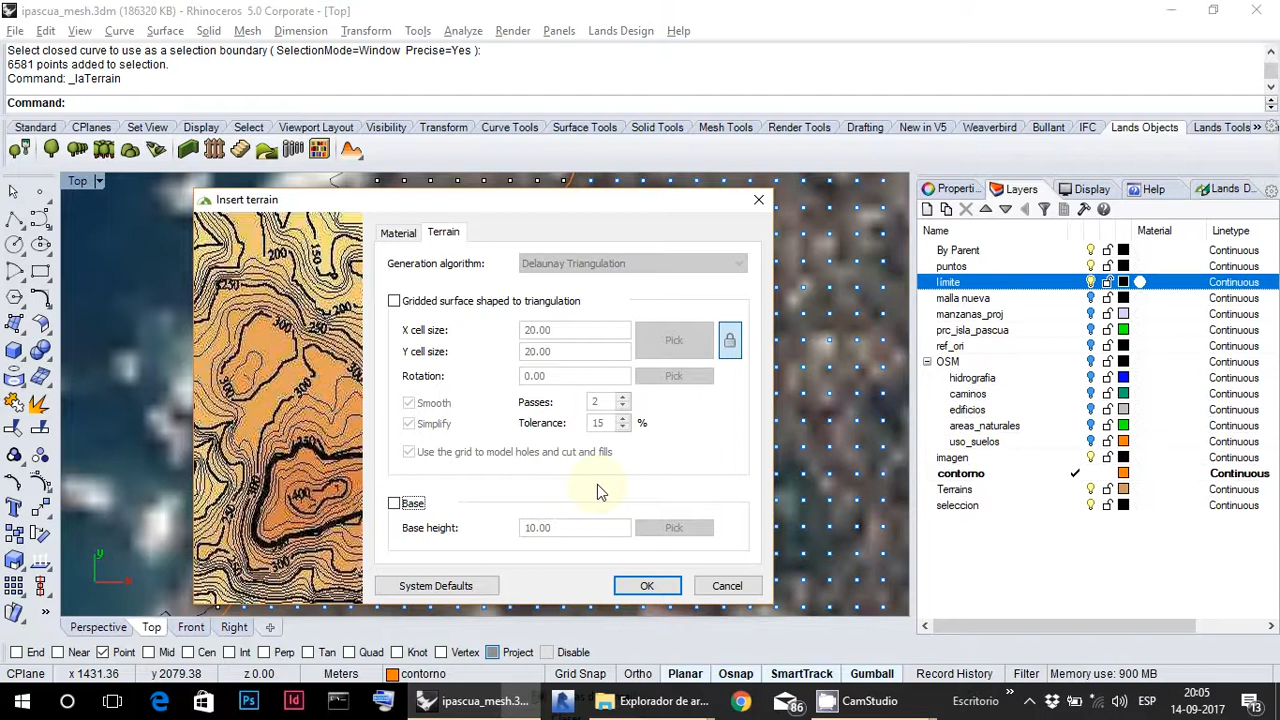 ipascua_mesh.3dm (186320 KB) - Rhinoceros 5.0 Corporate - [Top]
File Edit View Curve Surface Solid Mesh Dimension Transform Tools Analyze Render Panels Lands Design Help
Select closed curve to use as a selection boundary ( SelectionMode=Window Precise=Yes ):
6581 points added to selection.
Command: _laTerrain
Command:
Standard CPlanes Set View Display Select Viewport Layout Visibility Transform Curve Tools Surface Tools Solid Tools Mesh Tools Render Tools Drafting New in V5 Weaverbird Bullant IFC Lands Objects Lands Tools »
Top
Insert terrain
Material Terrain
Generation algorithm: Delaunay Triangulation
Gridded surface shaped to triangulation
X cell size: 20.00 Pick
Y cell size: 20.00
Rotation: 0.00 Pick
Smooth Passes: 2
Simplify Tolerance: 15 %
Use the grid to model holes and cut and fills
Base
Base height: 10.00 Pick
System Defaults OK Cancel
Properti... Layers Display Help Lands D...
Name Material Linetype
By Parent Continuous
puntos Continuous
límite Continuous
malla nueva Continuous
manzanas_proj Continuous
prc_isla_pascua Continuous
ref_ori Continuous
OSM Continuous
hidrografia Continuous
caminos Continuous
edificios Continuous
areas_naturales Continuous
uso_suelos Continuous
imagen Continuous
contorno Continuous
Terrains Continuous
seleccion Continuous
y
x
Perspective Top Front Right
End Near Point Mid Cen Int Perp Tan Quad Knot Vertex Project Disable
CPlane x 1431.36 y 2079.38 z 0.00 Meters contorno Grid Snap Ortho Planar Osnap SmartTrack Gumball Record History Filter Memory use: 900 MB
ipascua_mesh.3... Explorador de ar... 86 CamStudio Escritorio » ESP 20:05
14-09-2017 13